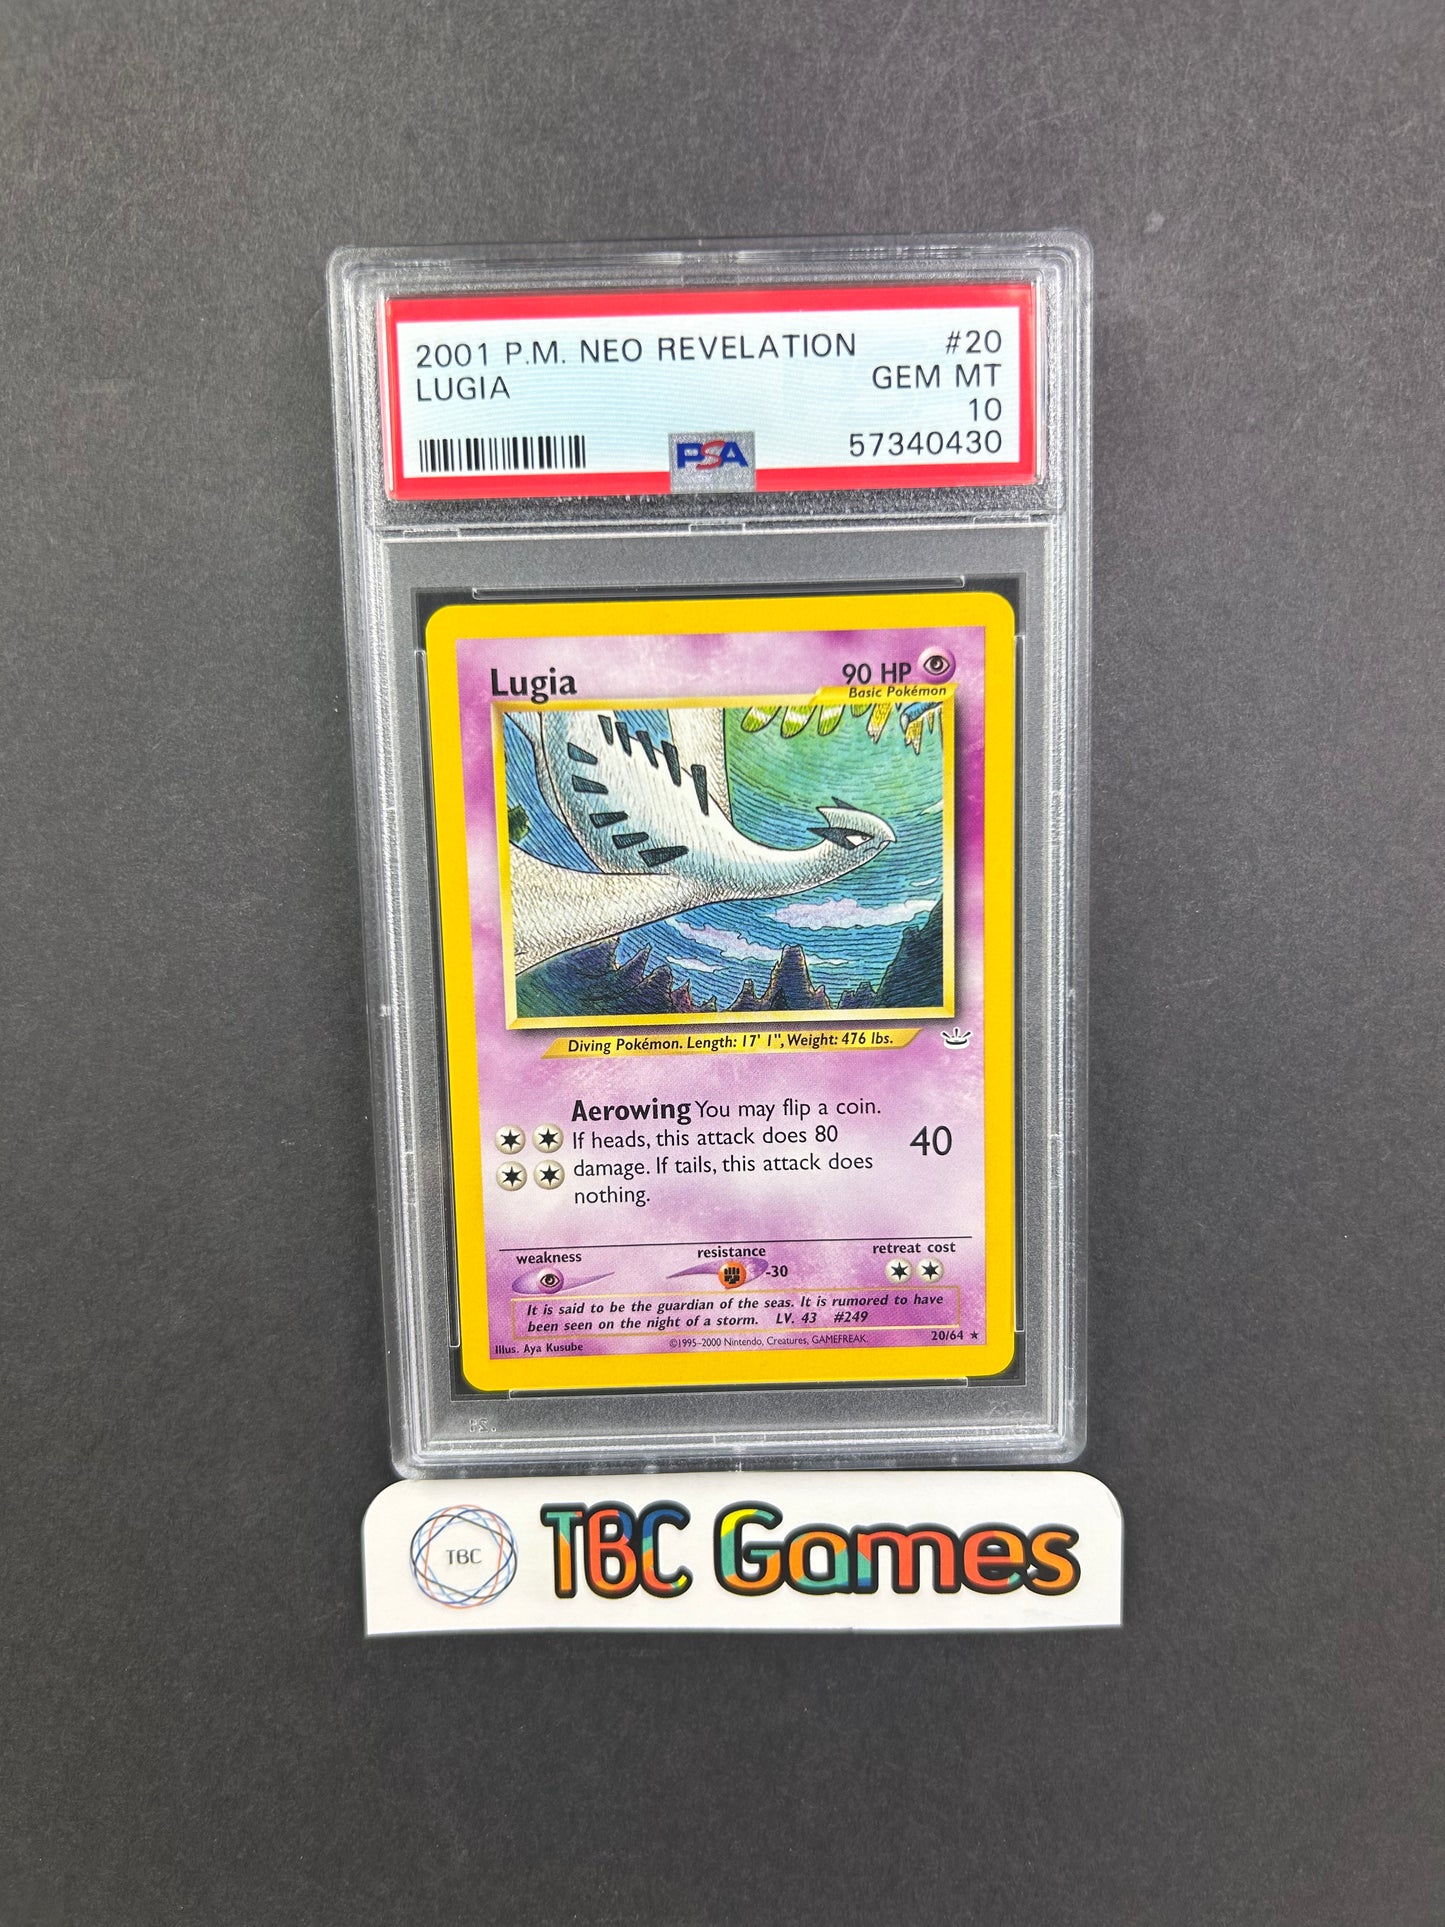 2001 P.M. NEO REVELATION #20
LUGIA GEM MT
10
57340430
PSA
Lugia 90 HP
Basic Pokémon
Diving Pokémon. Length: 17' 1", Weight: 476 lbs.
Aerowing You may flip a coin.
If heads, this attack does 80
damage. If tails, this attack does
nothing.
40
weakness resistance retreat cost
-30
It is said to be the guardian of the seas. It is rumored to have
been seen on the night of a storm. LV. 43 #249
Illus. Aya Kusube ©1995-2000 Nintendo, Creatures, GAMEFREAK. 20/64 ★
TBC TBC Games